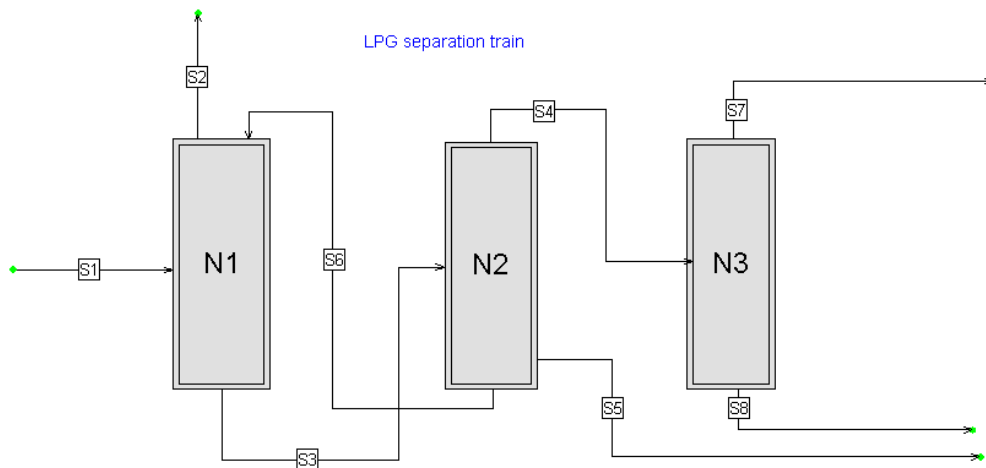 LPG separation train
S2
S4
S7
N1
N2
N3
S1
S6
S3
S5
S8